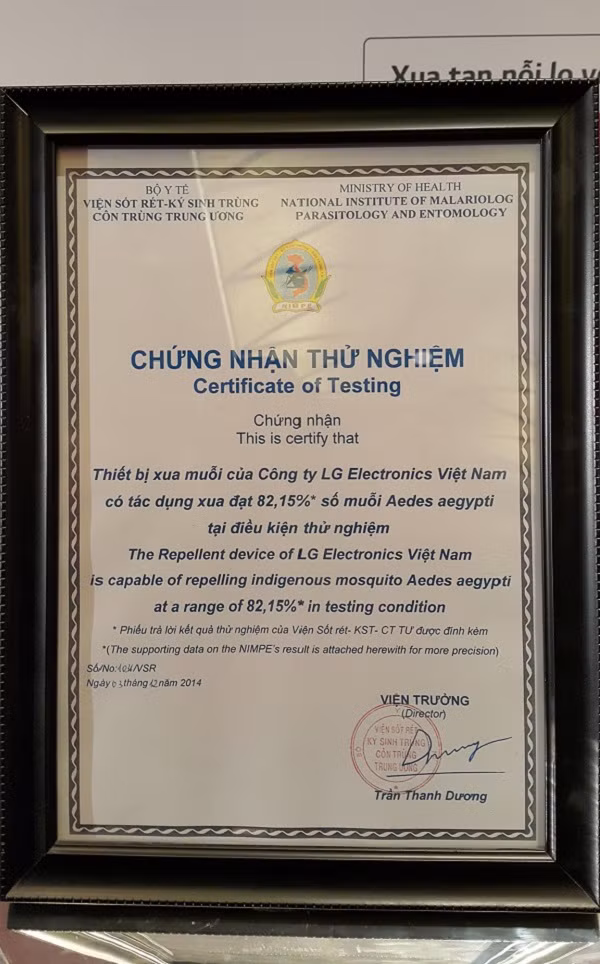 Xua tan nỗi lo
BỘ Y TẾ
VIỆN SỐT RÉT-KÝ SINH TRÙNG
CÔN TRÙNG TRUNG ƯƠNG
MINISTRY OF HEALTH
NATIONAL INSTITUTE OF MALARIOLOG
PARASITOLOGY AND ENTOMOLOGY
NIMPE
CHỨNG NHẬN THỬ NGHIỆM
Certificate of Testing
Chứng nhận
This is certify that
Thiết bị xua muỗi của Công ty LG Electronics Việt Nam
có tác dụng xua đạt 82,15%* số muỗi Aedes aegypti
tại điều kiện thử nghiệm
The Repellent device of LG Electronics Việt Nam
is capable of repelling indigenous mosquito Aedes aegypti
at a range of 82,15%* in testing condition
* Phiếu trả lời kết quả thử nghiệm của Viện Sốt rét- KST- CT TƯ được đính kèm
*(The supporting data on the NIMPE's result is attached herewith for more precision)
Số/No: /VSR
Ngày tháng 12 năm 2014
VIỆN TRƯỞNG
(Director)
VIỆN SỐT RÉT
KÝ SINH TRÙNG
CÔN TRÙNG
TRUNG ƯƠNG
Trần Thanh Dương